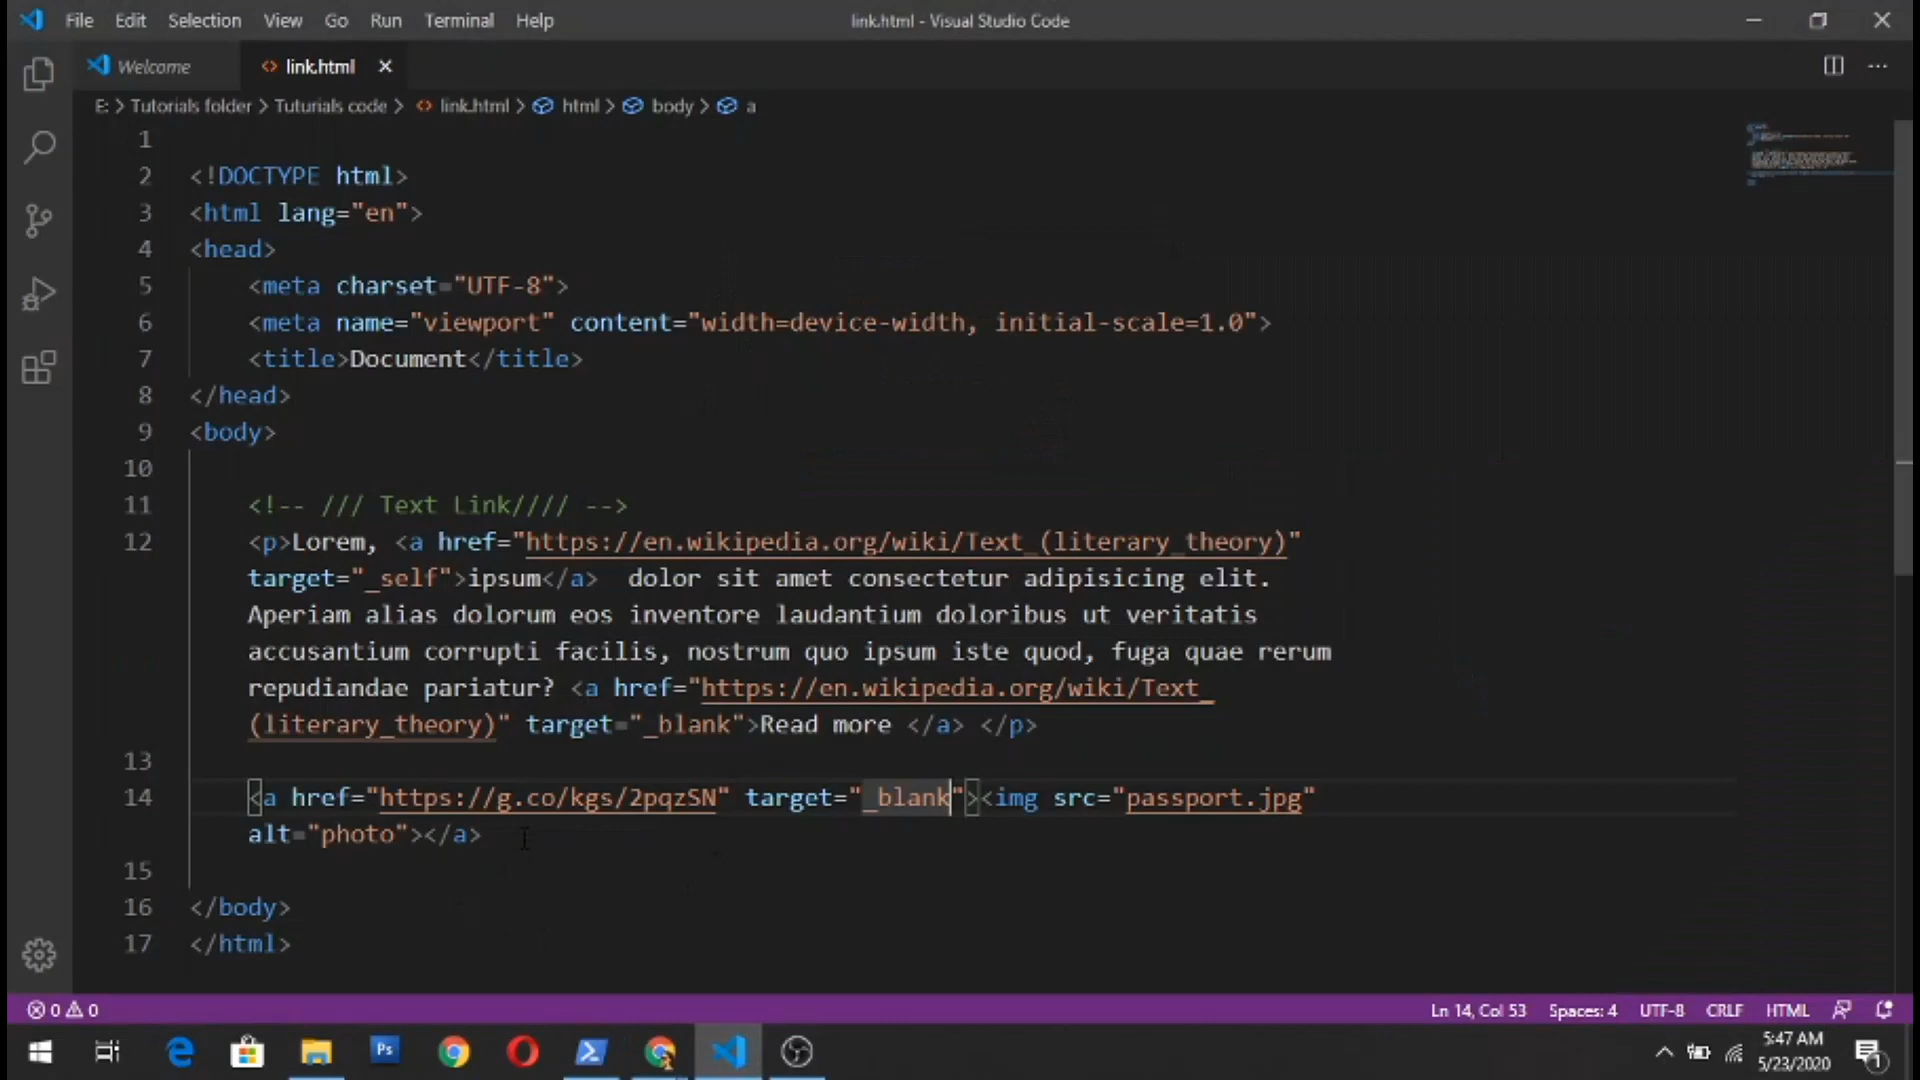 File Edit Selection View Go Run Terminal Help link.html - Visual Studio Code
Welcome link.html
E: > Tutorials folder > Tuturials code > link.html > html > body > a
1
2 <!DOCTYPE html>
3 <html lang="en">
4 <head>
5 <meta charset="UTF-8">
6 <meta name="viewport" content="width=device-width, initial-scale=1.0">
7 <title>Document</title>
8 </head>
9 <body>
10
11 <!-- /// Text Link//// -->
12 <p>Lorem, <a href="https://en.wikipedia.org/wiki/Text_(literary_theory)"
target="_self">ipsum</a>  dolor sit amet consectetur adipisicing elit.
Aperiam alias dolorum eos inventore laudantium doloribus ut veritatis
accusantium corrupti facilis, nostrum quo ipsum iste quod, fuga quae rerum
repudiandae pariatur? <a href="https://en.wikipedia.org/wiki/Text_
(literary_theory)" target="_blank">Read more </a> </p>
13
14 <a href="https://g.co/kgs/2pqzSN" target="_blank"><img src="passport.jpg"
alt="photo"></a>
15
16 </body>
17 </html>
0 0 Ln 14, Col 53 Spaces: 4 UTF-8 CRLF HTML
Ps
5:47 AM
5/23/2020
1